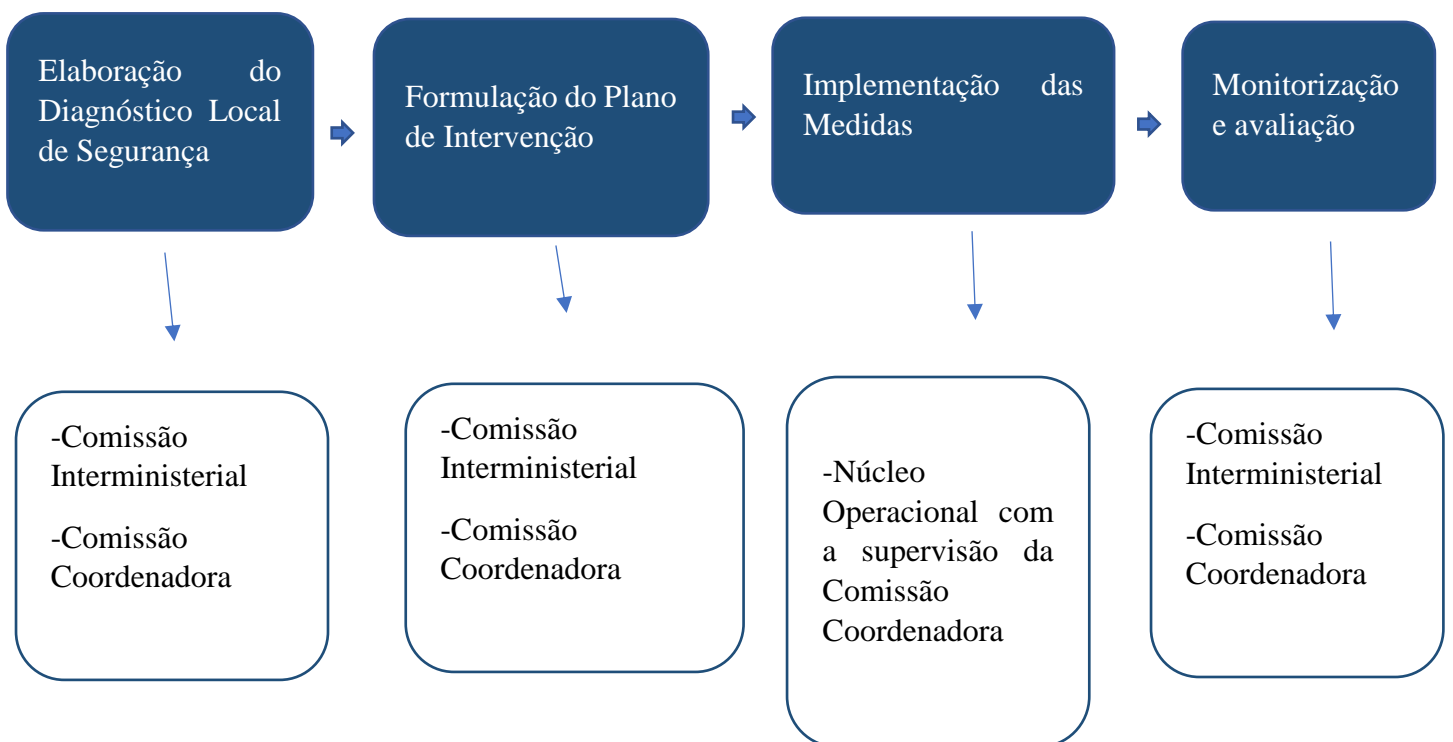 Elaboração do
Diagnóstico Local
de Segurança
Formulação do Plano
de Intervenção
Implementação das
Medidas
Monitorização
e avaliação
-Comissão
Interministerial
-Comissão
Coordenadora
-Comissão
Interministerial
-Comissão
Coordenadora
-Núcleo
Operacional com
a supervisão da
Comissão
Coordenadora
-Comissão
Interministerial
-Comissão
Coordenadora